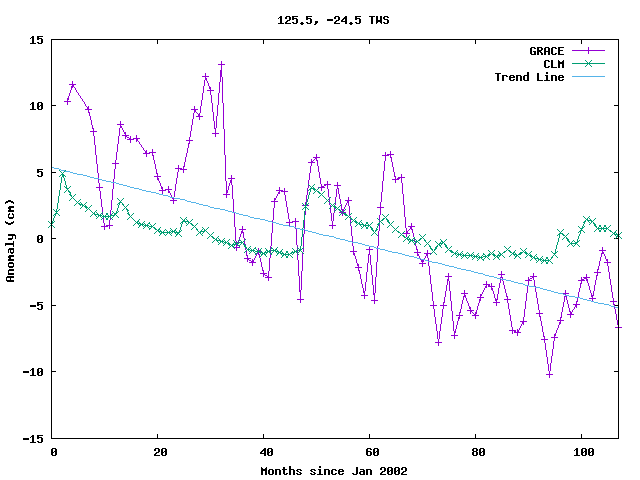 125.5, -24.5 TWS
GRACE
CLM
Trend Line
15
10
5
0
-5
-10
-15
Anomaly (cm)
0 20 40 60 80 100
Months since Jan 2002